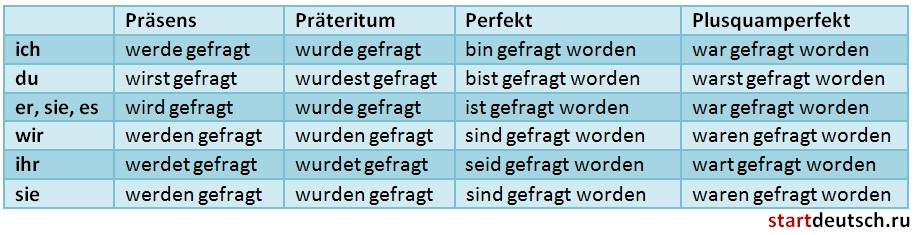 Präsens Präteritum Perfekt Plusquamperfekt
ich werde gefragt wurde gefragt bin gefragt worden war gefragt worden
du wirst gefragt wurdest gefragt bist gefragt worden warst gefragt worden
er, sie, es wird gefragt wurde gefragt ist gefragt worden war gefragt worden
wir werden gefragt wurden gefragt sind gefragt worden waren gefragt worden
ihr werdet gefragt wurdet gefragt seid gefragt worden wart gefragt worden
sie werden gefragt wurden gefragt sind gefragt worden waren gefragt worden
startdeutsch.ru